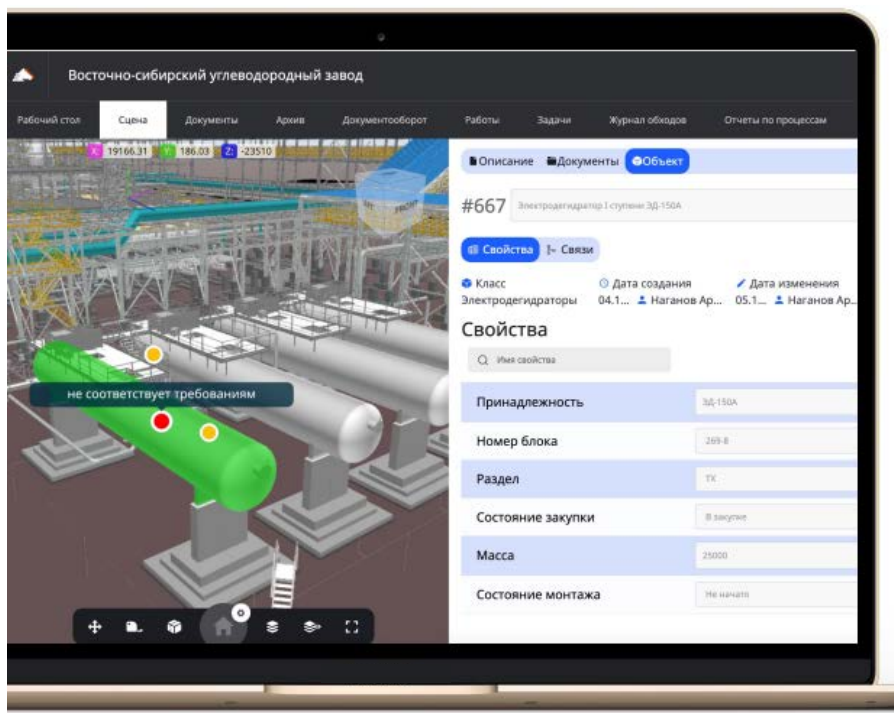 Восточно-сибирский углеводородный завод
Рабочий стол Сцена Документы Архив Документооборот Работы Задачи Журнал обходов Отчеты по процессам
X: 19166.31 Y: 186.03 Z: -23510
Описание Документы Объект
#667 Электродегидратор I ступени ЭД-150А
Свойства Связи
Класс Дата создания Дата изменения
Электродегидраторы 04.1... Наганов Ар... 05.1... Наганов Ар...
Свойства
Имя свойства
не соответствует требованиям
Принадлежность ЭД-150А
Номер блока 269-8
Раздел ТХ
Состояние закупки В закупке
Масса 25000
Состояние монтажа Не начато